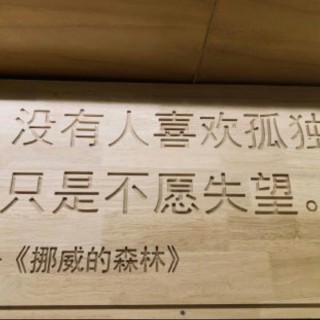 没有人喜欢孤独
只是不愿失望。
《挪威的森林》